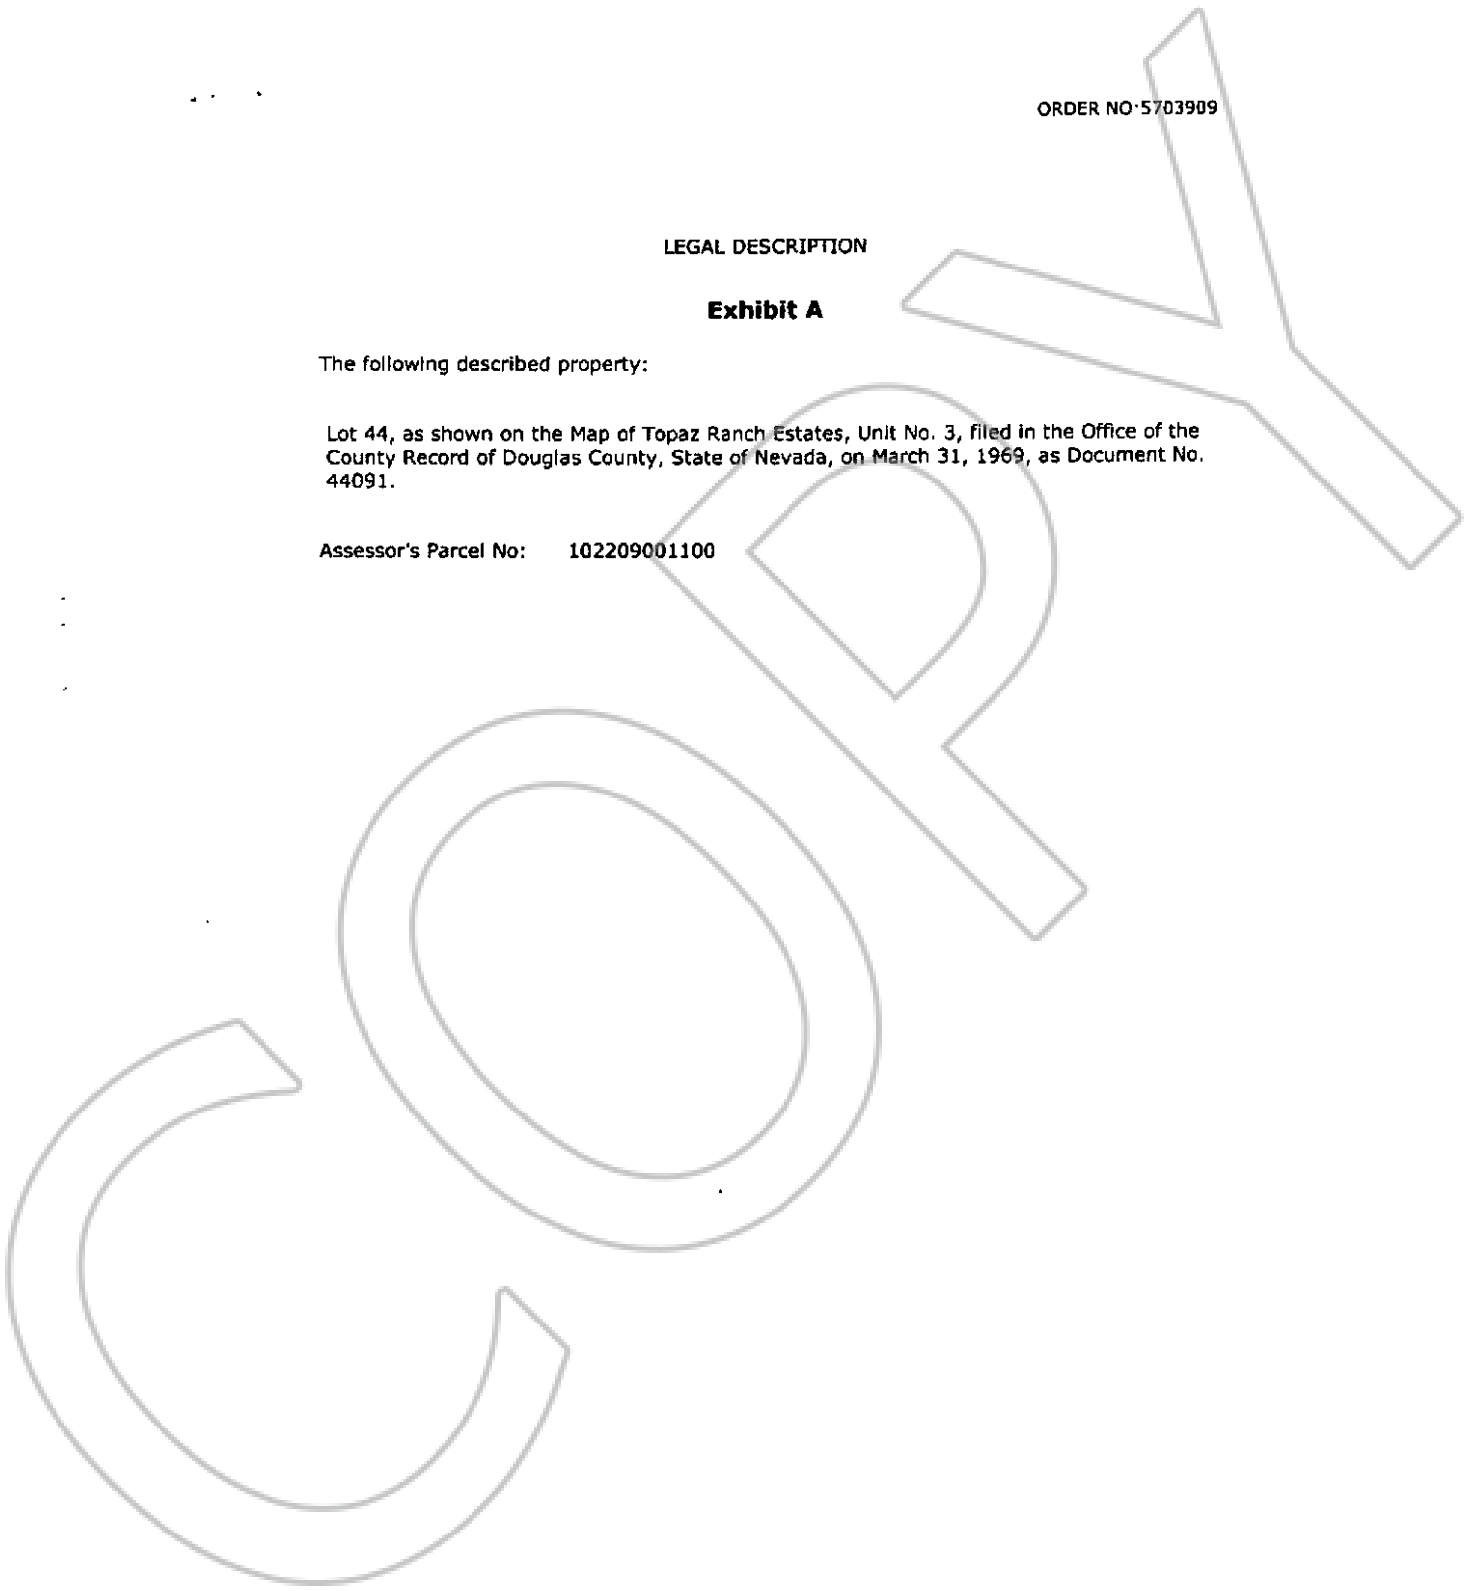 ORDER NO·5703909
LEGAL DESCRIPTION
Exhibit A
The following described property:
Lot 44, as shown on the Map of Topaz Ranch Estates, Unit No. 3, filed in the Office of the
County Record of Douglas County, State of Nevada, on March 31, 1969, as Document No.
44091.
Assessor's Parcel No: 102209001100
COPY